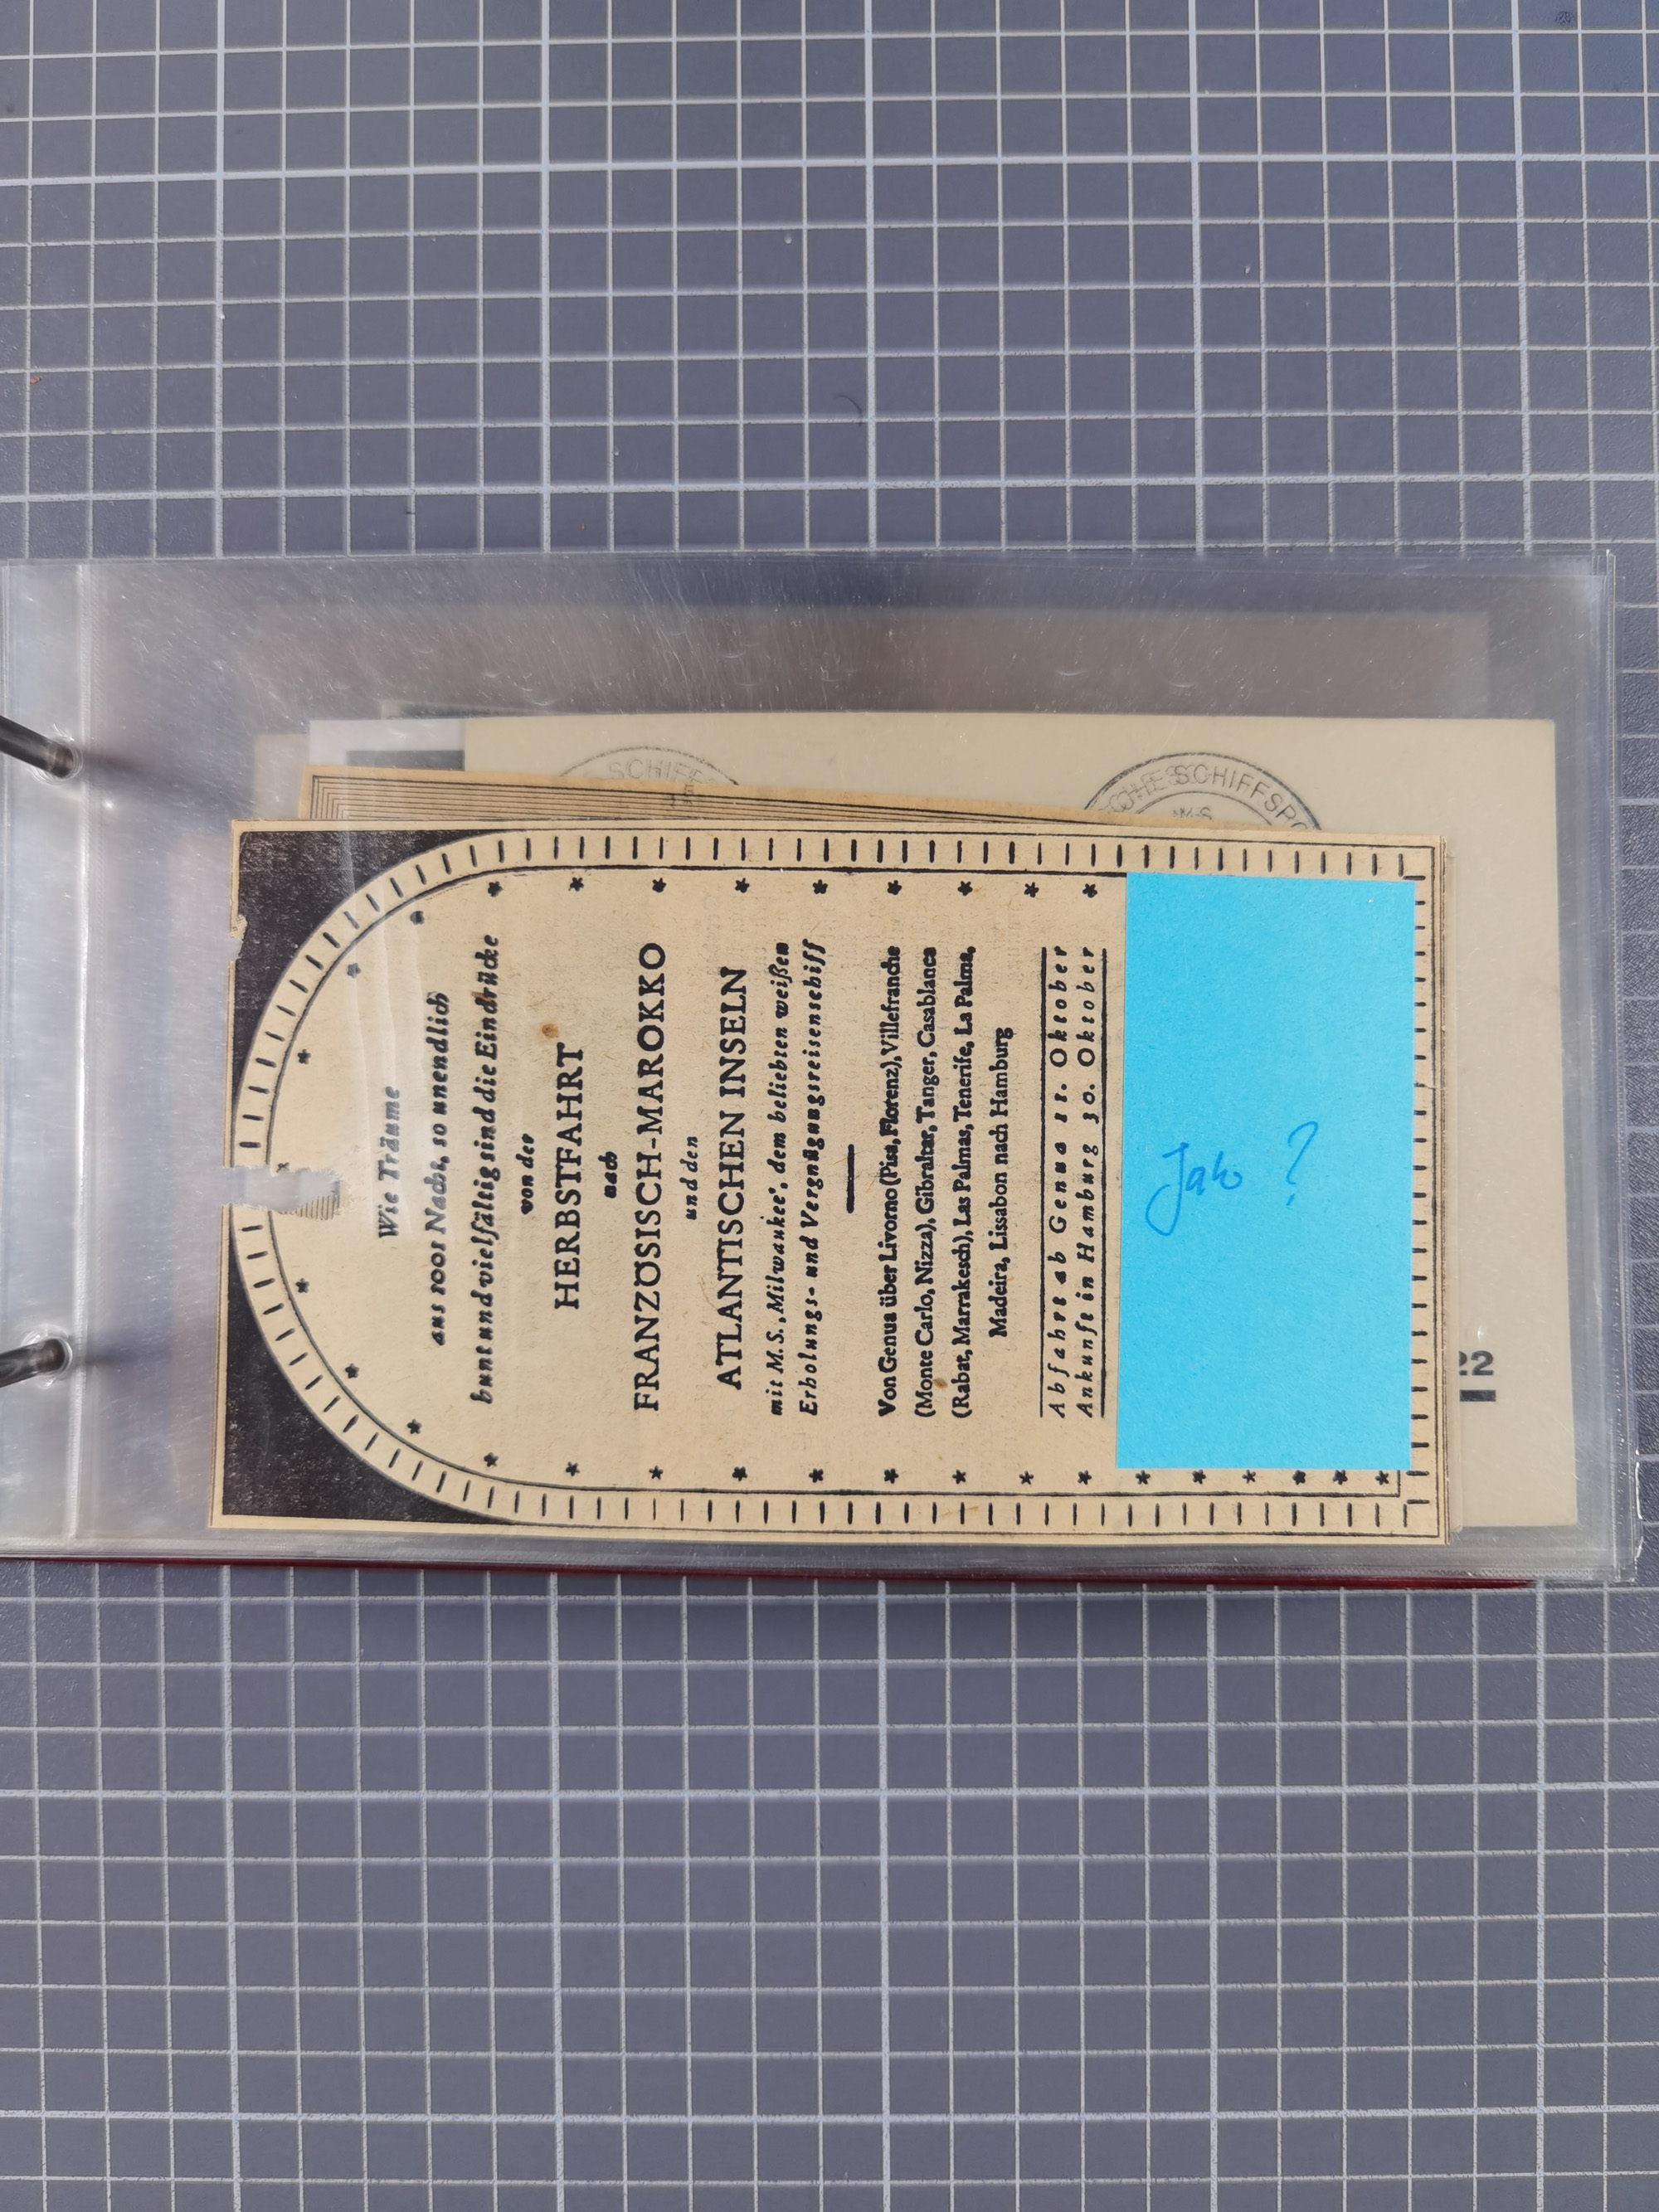 Wie Träume
aus 1001 Nacht, so unendlich
bunt und vielfältig sind die Eindrücke
von der
HERBSTFAHRT
nach
FRANZÖSISCH-MAROKKO
und den
ATLANTISCHEN INSELN
mit M.S. ‚Milwaukee‘, dem beliebten weißen
Erholungs- und Vergnügungsreisenschiff
Von Genua über Livorno (Pisa, Florenz), Villefranche
(Monte Carlo, Nizza), Gibraltar, Tanger, Casablanca
(Rabat, Marrakesch), Las Palmas, Tenerife, La Palma,
Madeira, Lissabon nach Hamburg
Abfahrt ab Genua 11. Oktober
Ankunft in Hamburg 30. Oktober
Jahr ?
SCHIFFS
SCHIFFSPO